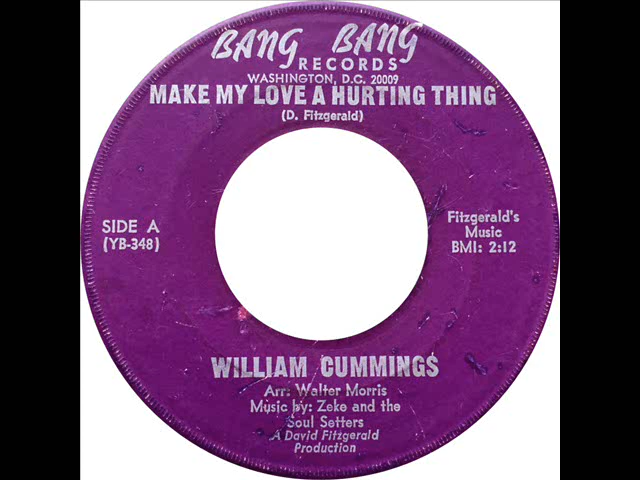 BANG BANG
RECORDS
WASHINGTON, D.C. 20009
MAKE MY LOVE A HURTING THING
(D. Fitzgerald)
SIDE A
(YB-348)
Fitzgerald's
Music
BMI: 2:12
WILLIAM CUMMINGS
Arr: Walter Morris
Music by: Zeke and the
Soul Setters
A David Fitzgerald
Production